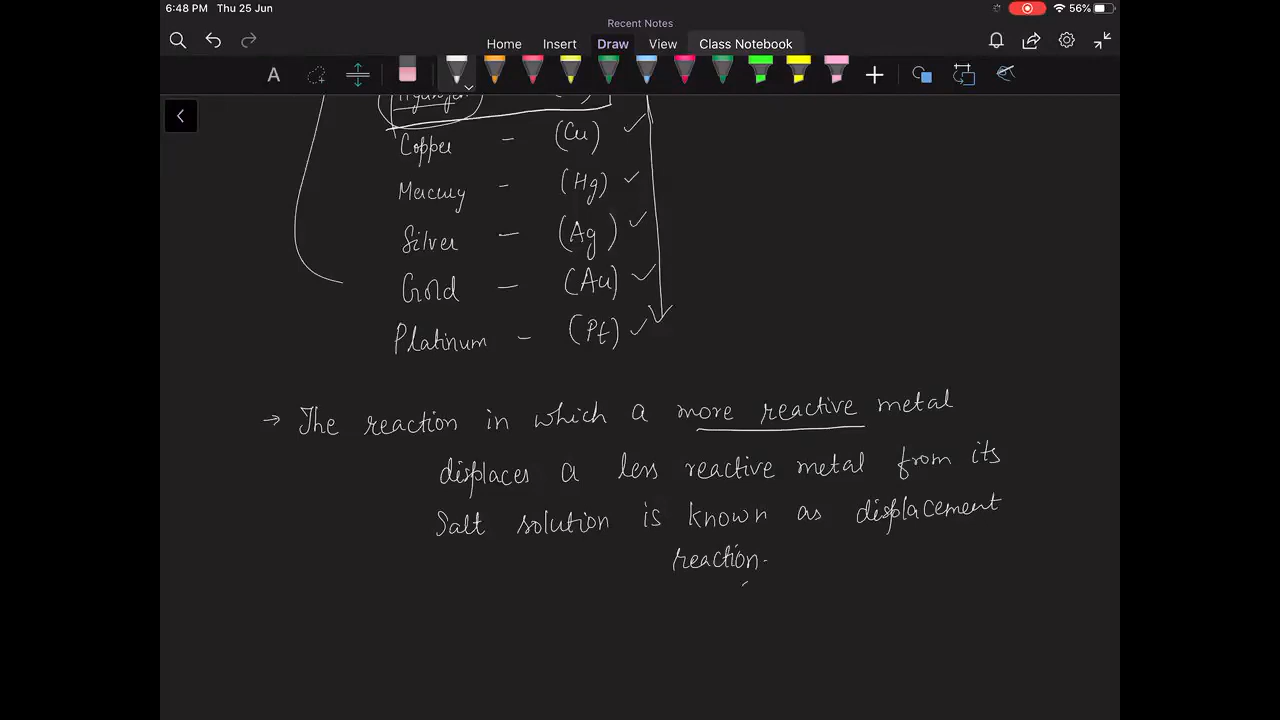 6:48 PM Thu 25 Jun
56%
Recent Notes
Home Insert Draw View Class Notebook
A
Hydrogen
Copper - (Cu) ✓
Mercury - (Hg) ✓
Silver - (Ag) ✓
Gold - (Au) ✓
Platinum - (Pt) ✓
→ The reaction in which a more reactive metal
displaces a less reactive metal from its
Salt solution is known as displacement
reaction.